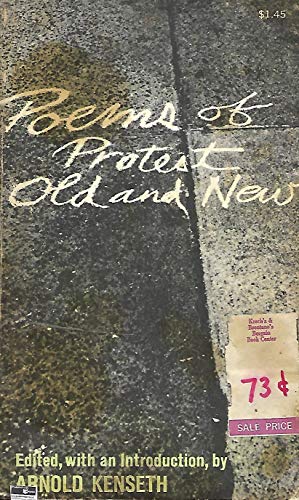 $1.45
Poems of
Protest
Old and New
Kroch's &
Brentano's
Bargain
Book Center
73¢
SALE PRICE
Edited, with an Introduction, by
ARNOLD KENSETH